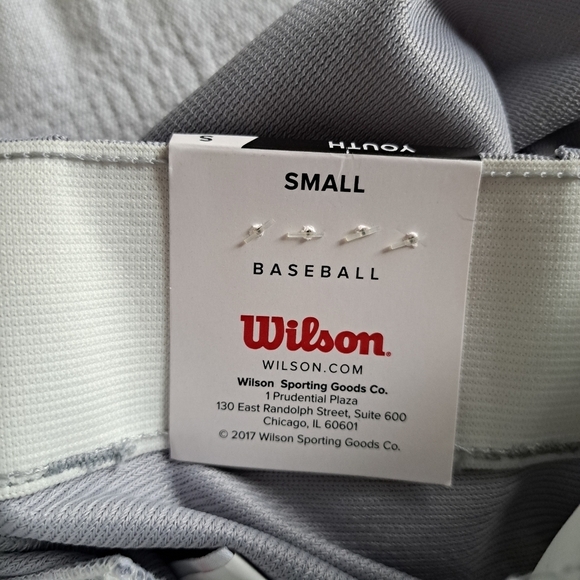 S
YOUTH
SMALL
BASEBALL
Wilson®
WILSON.COM
Wilson Sporting Goods Co.
1 Prudential Plaza
130 East Randolph Street, Suite 600
Chicago, IL 60601
© 2017 Wilson Sporting Goods Co.